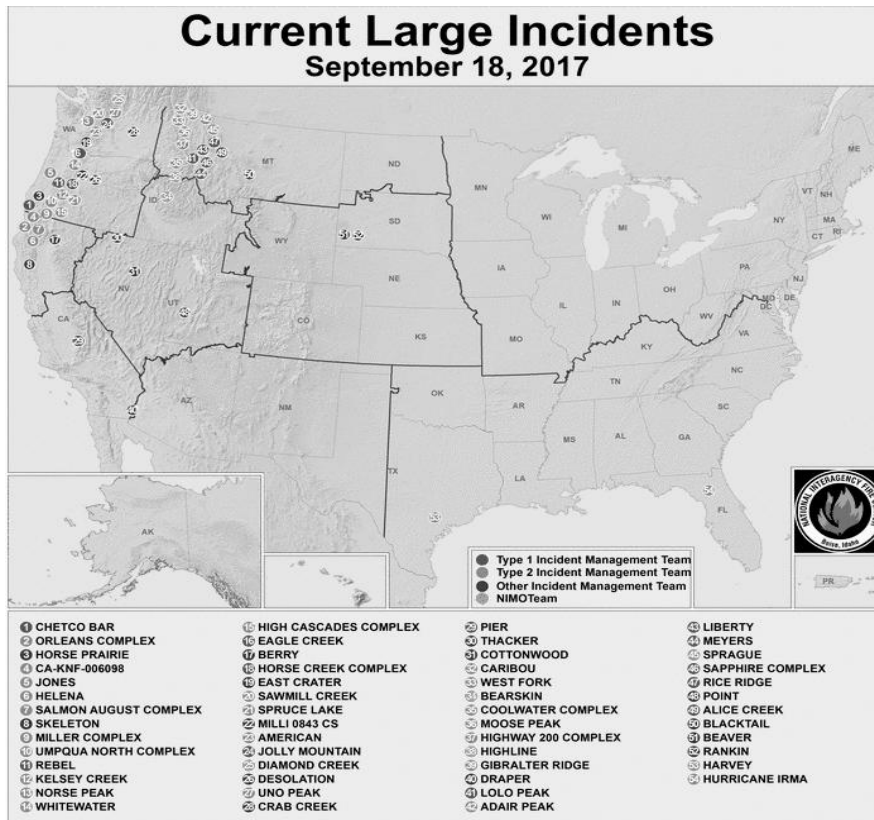 Current Large Incidents
September 18, 2017
WA
MT
ND
MN
ME
ID
SD
WI
VT
NH
NY
MA
CT
RI
MI
WY
IA
PA
NJ
NE
OH
NV
UT
IL
IN
MD
DE
DC
WV
CA
CO
KS
MO
KY
VA
NC
TN
AZ
NM
OK
AR
SC
MS
AL
GA
TX
LA
FL
AK
PR
NATIONAL INTERAGENCY FIRE
Boise, Idaho
Type 1 Incident Management Team
Type 2 Incident Management Team
Other Incident Management Team
NIMOTeam
1 CHETCO BAR
2 ORLEANS COMPLEX
3 HORSE PRAIRIE
4 CA-KNF-006098
5 JONES
6 HELENA
7 SALMON AUGUST COMPLEX
8 SKELETON
9 MILLER COMPLEX
10 UMPQUA NORTH COMPLEX
11 REBEL
12 KELSEY CREEK
13 NORSE PEAK
14 WHITEWATER
15 HIGH CASCADES COMPLEX
16 EAGLE CREEK
17 BERRY
18 HORSE CREEK COMPLEX
19 EAST CRATER
20 SAWMILL CREEK
21 SPRUCE LAKE
22 MILLI 0843 CS
23 AMERICAN
24 JOLLY MOUNTAIN
25 DIAMOND CREEK
26 DESOLATION
27 UNO PEAK
28 CRAB CREEK
29 PIER
30 THACKER
31 COTTONWOOD
32 CARIBOU
33 WEST FORK
34 BEARSKIN
35 COOLWATER COMPLEX
36 MOOSE PEAK
37 HIGHWAY 200 COMPLEX
38 HIGHLINE
39 GIBRALTER RIDGE
40 DRAPER
41 LOLO PEAK
42 ADAIR PEAK
43 LIBERTY
44 MEYERS
45 SPRAGUE
46 SAPPHIRE COMPLEX
47 RICE RIDGE
48 POINT
49 ALICE CREEK
50 BLACKTAIL
51 BEAVER
52 RANKIN
53 HARVEY
54 HURRICANE IRMA